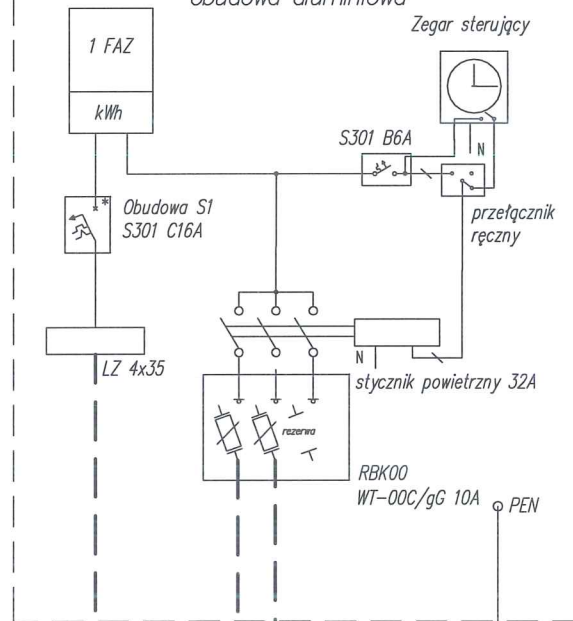 obudowa aluminiowa
Zegar sterujący
1 FAZ
kWh
S301 B6A
N
*
Obudowa S1
S301 C16A
przełącznik
ręczny
N
LZ 4x35
stycznik powietrzny 32A
rezerwa
RBK00
WT-00C/gG 10A
PEN